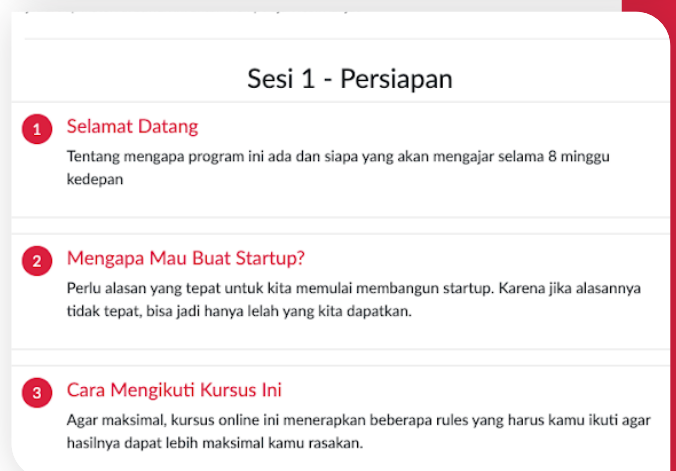 Sesi 1 - Persiapan
1
Selamat Datang
Tentang mengapa program ini ada dan siapa yang akan mengajar selama 8 minggu
kedepan
2
Mengapa Mau Buat Startup?
Perlu alasan yang tepat untuk kita memulai membangun startup. Karena jika alasannya
tidak tepat, bisa jadi hanya lelah yang kita dapatkan.
3
Cara Mengikuti Kursus Ini
Agar maksimal, kursus online ini menerapkan beberapa rules yang harus kamu ikuti agar
hasilnya dapat lebih maksimal kamu rasakan.